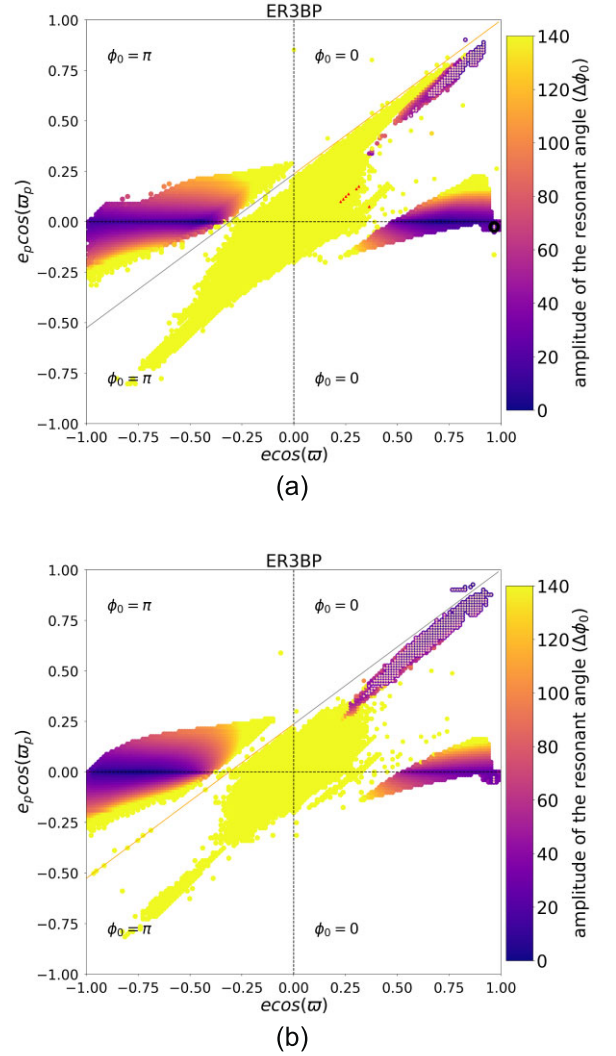 ER3BP
1.00
0.75
0.50
0.25
0.00
−0.25
−0.50
−0.75
−1.00
e_p cos(ϖ_p)
ϕ₀ = π
ϕ₀ = 0
ϕ₀ = π
ϕ₀ = 0
−1.00 −0.75 −0.50 −0.25 0.00 0.25 0.50 0.75 1.00
ecos(ϖ)
140
120
100
80
60
40
20
0
amplitude of the resonant angle (Δϕ₀)
(a)
ER3BP
1.00
0.75
0.50
0.25
0.00
−0.25
−0.50
−0.75
−1.00
e_p cos(ϖ_p)
ϕ₀ = π
ϕ₀ = 0
ϕ₀ = π
ϕ₀ = 0
−1.00 −0.75 −0.50 −0.25 0.00 0.25 0.50 0.75 1.00
ecos(ϖ)
140
120
100
80
60
40
20
0
amplitude of the resonant angle (Δϕ₀)
(b)